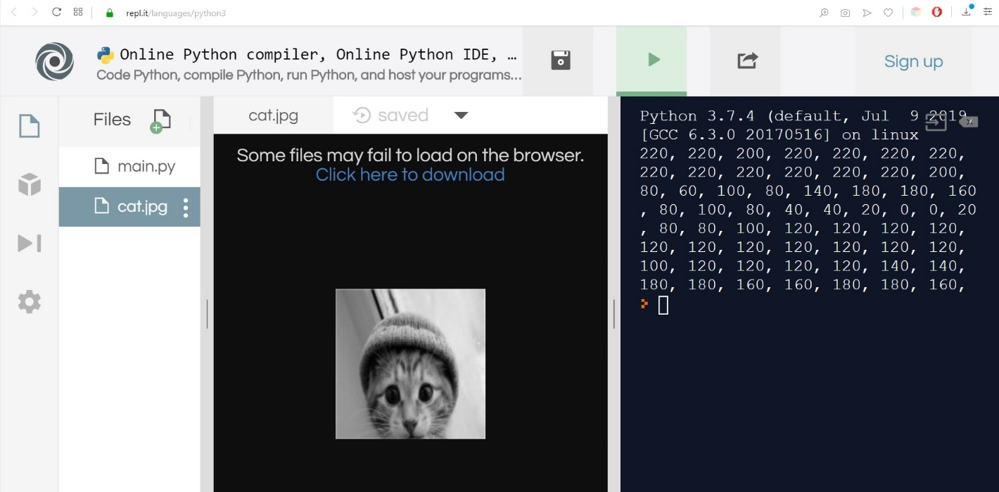 repl.it/languages/python3
Online Python compiler, Online Python IDE, …
Code Python, compile Python, run Python, and host your programs...
Sign up
Files
main.py
cat.jpg
cat.jpg
saved
Some files may fail to load on the browser.
Click here to download
Python 3.7.4 (default, Jul  9 2019,
[GCC 6.3.0 20170516] on linux
220, 220, 200, 220, 220, 220, 220,
220, 220, 220, 220, 220, 220, 200,
80, 60, 100, 80, 140, 180, 180, 160
, 80, 100, 80, 40, 40, 20, 0, 0, 20
, 80, 80, 100, 120, 120, 120, 120,
120, 120, 120, 120, 120, 120, 120,
100, 120, 120, 120, 120, 140, 140,
180, 180, 160, 160, 180, 180, 160,